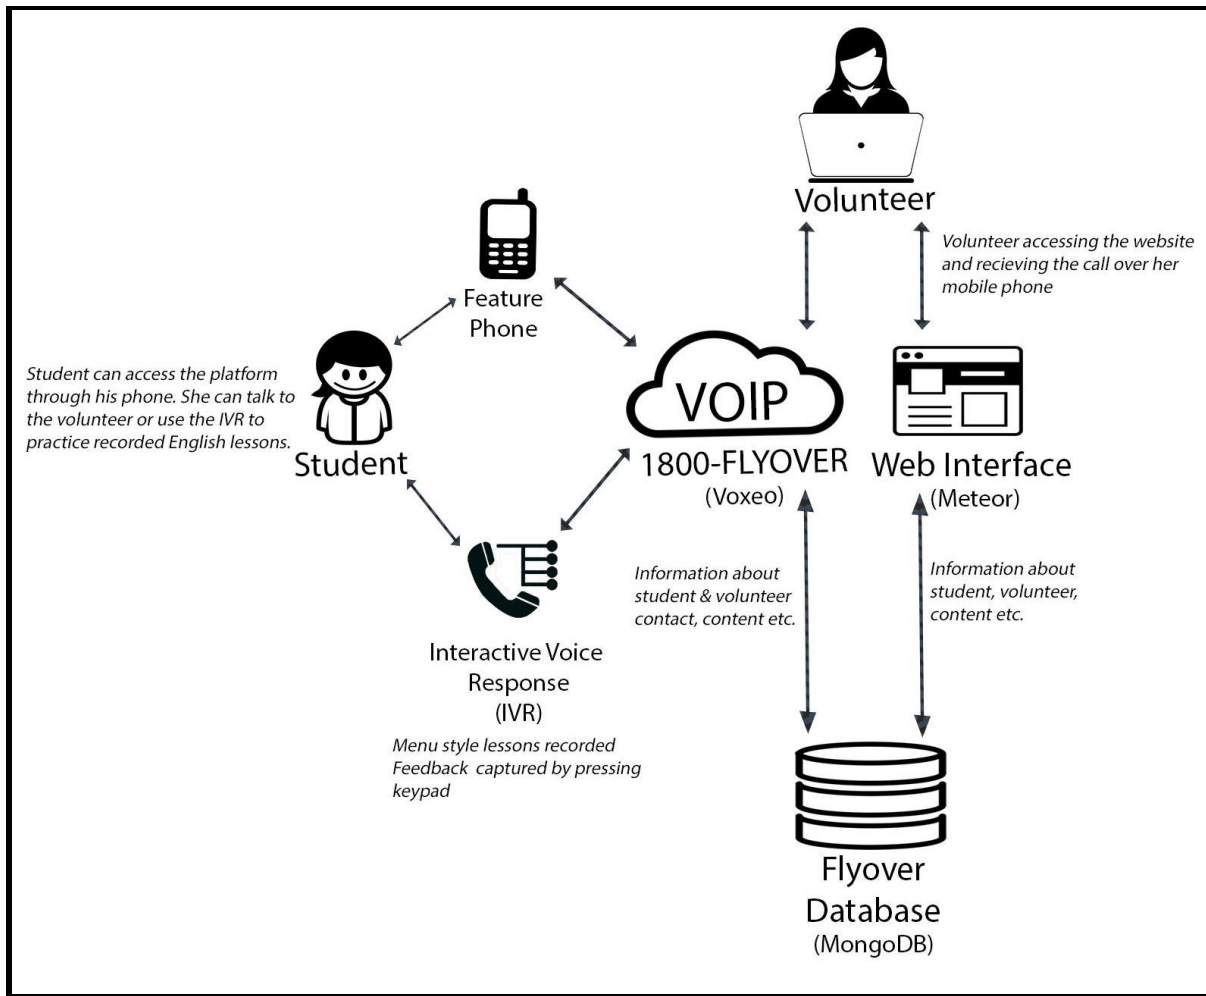 Volunteer
Volunteer accessing the website
and recieving the call over her
mobile phone
Feature
Phone
Student can access the platform
through his phone. She can talk to
the volunteer or use the IVR to
practice recorded English lessons.
Student
VOIP
1800-FLYOVER
(Voxeo)
Web Interface
(Meteor)
Information about
student & volunteer
contact, content etc.
Information about
student, volunteer,
content etc.
Interactive Voice
Response
(IVR)
Menu style lessons recorded
Feedback captured by pressing
keypad
Flyover
Database
(MongoDB)